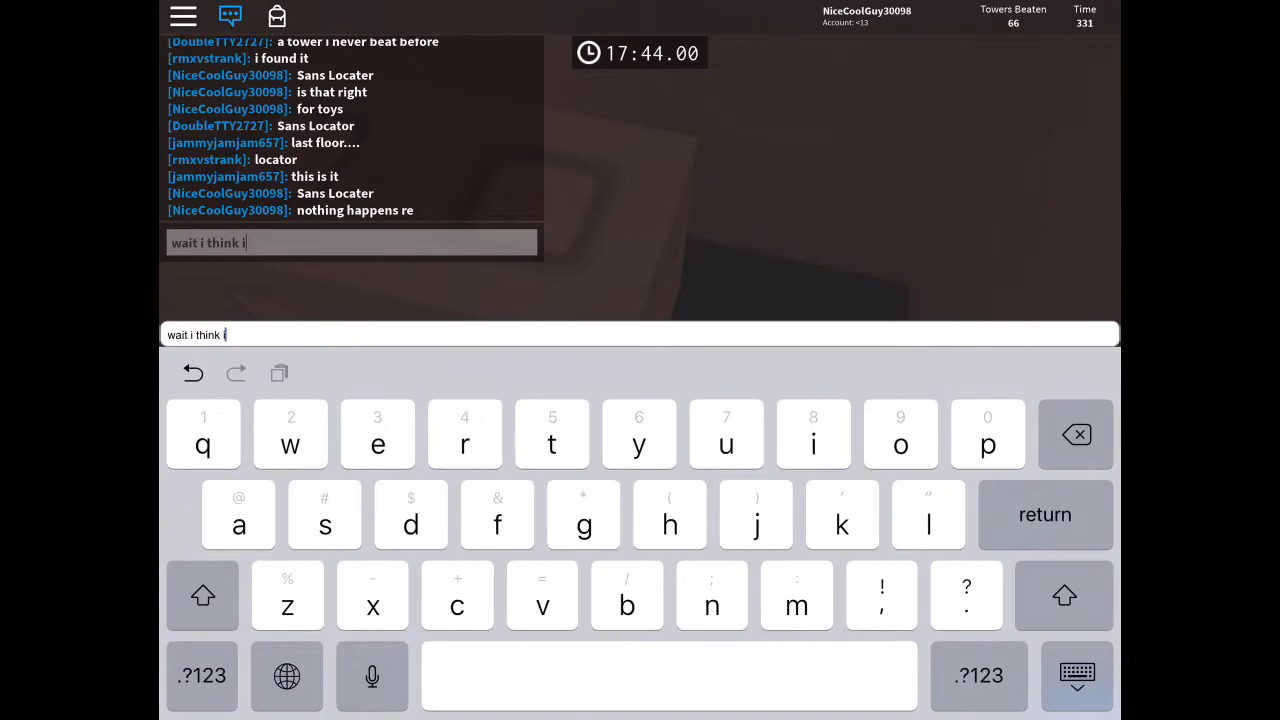 NiceCoolGuy30098
Account: <13
Towers Beaten
66
Time
331
17:44.00
[DoubleTTY2727]: a tower i never beat before
[rmxvstrank]: i found it
[NiceCoolGuy30098]: Sans Locater
[NiceCoolGuy30098]: is that right
[NiceCoolGuy30098]: for toys
[DoubleTTY2727]: Sans Locator
[jammyjamjam657]: last floor....
[rmxvstrank]: locator
[jammyjamjam657]: this is it
[NiceCoolGuy30098]: Sans Locater
[NiceCoolGuy30098]: nothing happens re
wait i think i
wait i think i
1 2 3 4 5 6 7 8 9 0
q w e r t y u i o p
@ # $ & * ( ) ' "
a s d f g h j k l return
% - + = / ; : ! ?
z x c v b n m , .
.?123 .?123